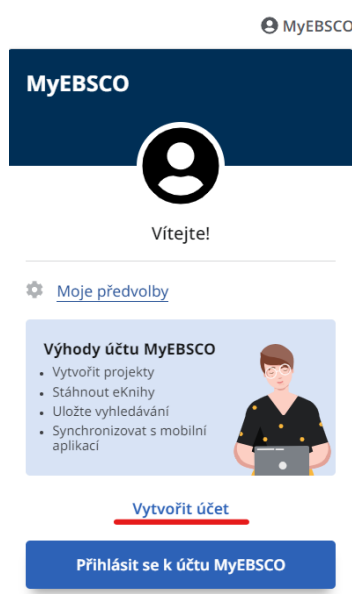 MyEBSCO
MyEBSCO
Vítejte!
Moje předvolby
Výhody účtu MyEBSCO
• Vytvořit projekty
• Stáhnout eKnihy
• Uložte vyhledávání
• Synchronizovat s mobilní
aplikací
Vytvořit účet
Přihlásit se k účtu MyEBSCO